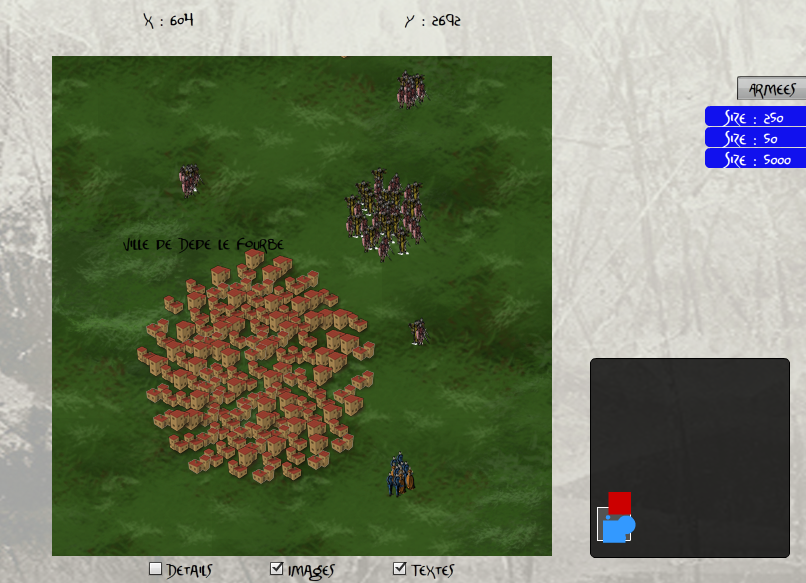 X : 604
Y : 2692
ARMEES
SIZE : 250
SIZE : 50
SIZE : 5000
VILLE DE DEDE LE FOURBE
DETAILS
IMAGES
TEXTES